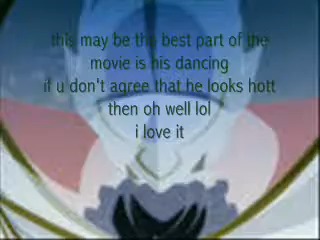 this may be the best part of the
movie is his dancing
if u don't agree that he looks hott
then oh well lol
i love it